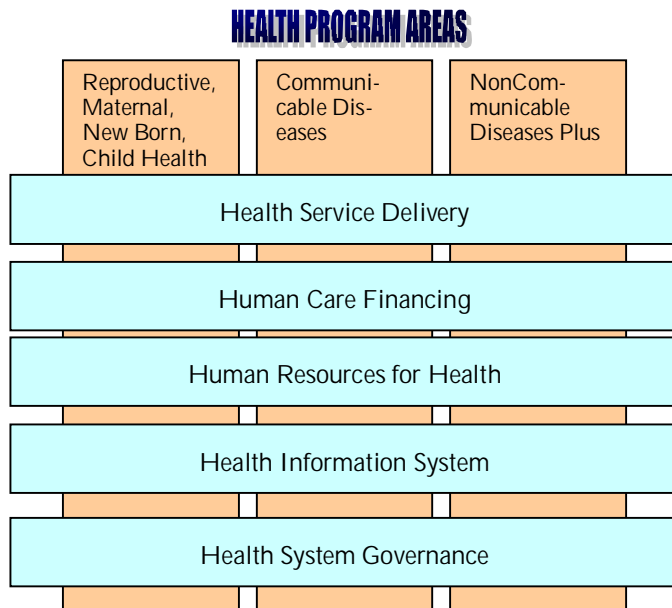 HEALTH PROGRAM AREAS
Reproductive,
Maternal,
New Born,
Child Health
Communi-
cable Dis-
eases
NonCom-
municable
Diseases Plus
Health Service Delivery
Human Care Financing
Human Resources for Health
Health Information System
Health System Governance